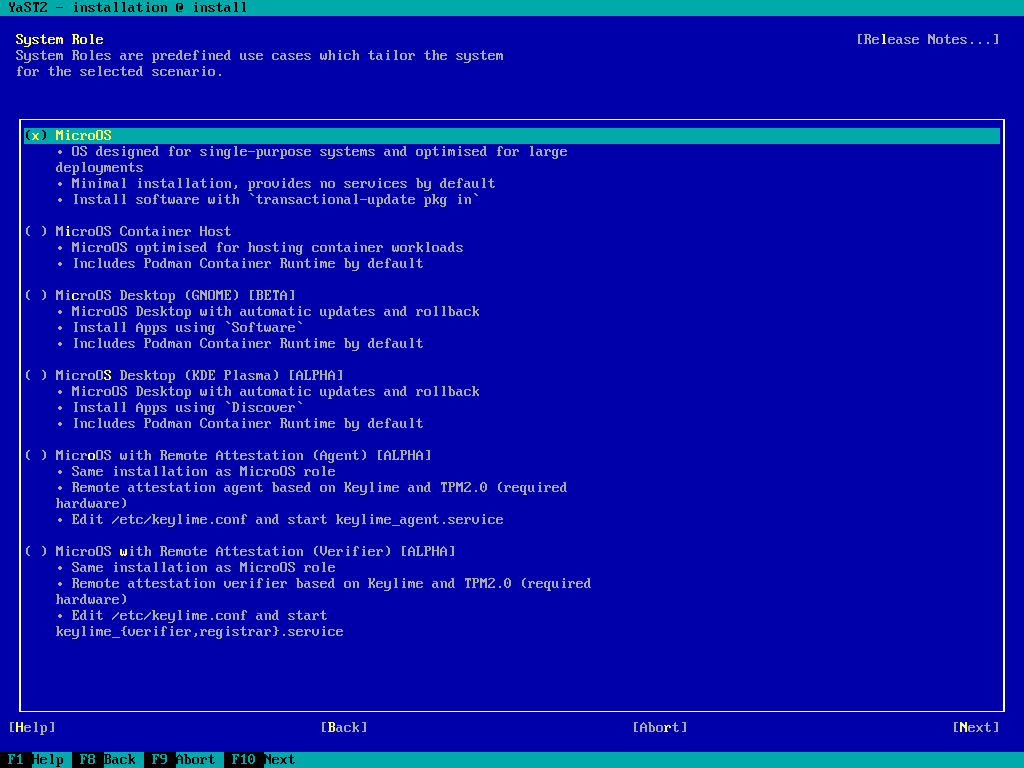 YaST2 - installation @ install
System Role [Release Notes...]
System Roles are predefined use cases which tailor the system
for the selected scenario.
(x) MicroOS
• OS designed for single-purpose systems and optimised for large
deployments
• Minimal installation, provides no services by default
• Install software with `transactional-update pkg in`
( ) MicroOS Container Host
• MicroOS optimised for hosting container workloads
• Includes Podman Container Runtime by default
( ) MicroOS Desktop (GNOME) [BETA]
• MicroOS Desktop with automatic updates and rollback
• Install Apps using `Software`
• Includes Podman Container Runtime by default
( ) MicroOS Desktop (KDE Plasma) [ALPHA]
• MicroOS Desktop with automatic updates and rollback
• Install Apps using `Discover`
• Includes Podman Container Runtime by default
( ) MicroOS with Remote Attestation (Agent) [ALPHA]
• Same installation as MicroOS role
• Remote attestation agent based on Keylime and TPM2.0 (required
hardware)
• Edit /etc/keylime.conf and start keylime_agent.service
( ) MicroOS with Remote Attestation (Verifier) [ALPHA]
• Same installation as MicroOS role
• Remote attestation verifier based on Keylime and TPM2.0 (required
hardware)
• Edit /etc/keylime.conf and start
keylime_{verifier,registrar}.service
[Help] [Back] [Abort] [Next]
F1 Help F8 Back F9 Abort F10 Next